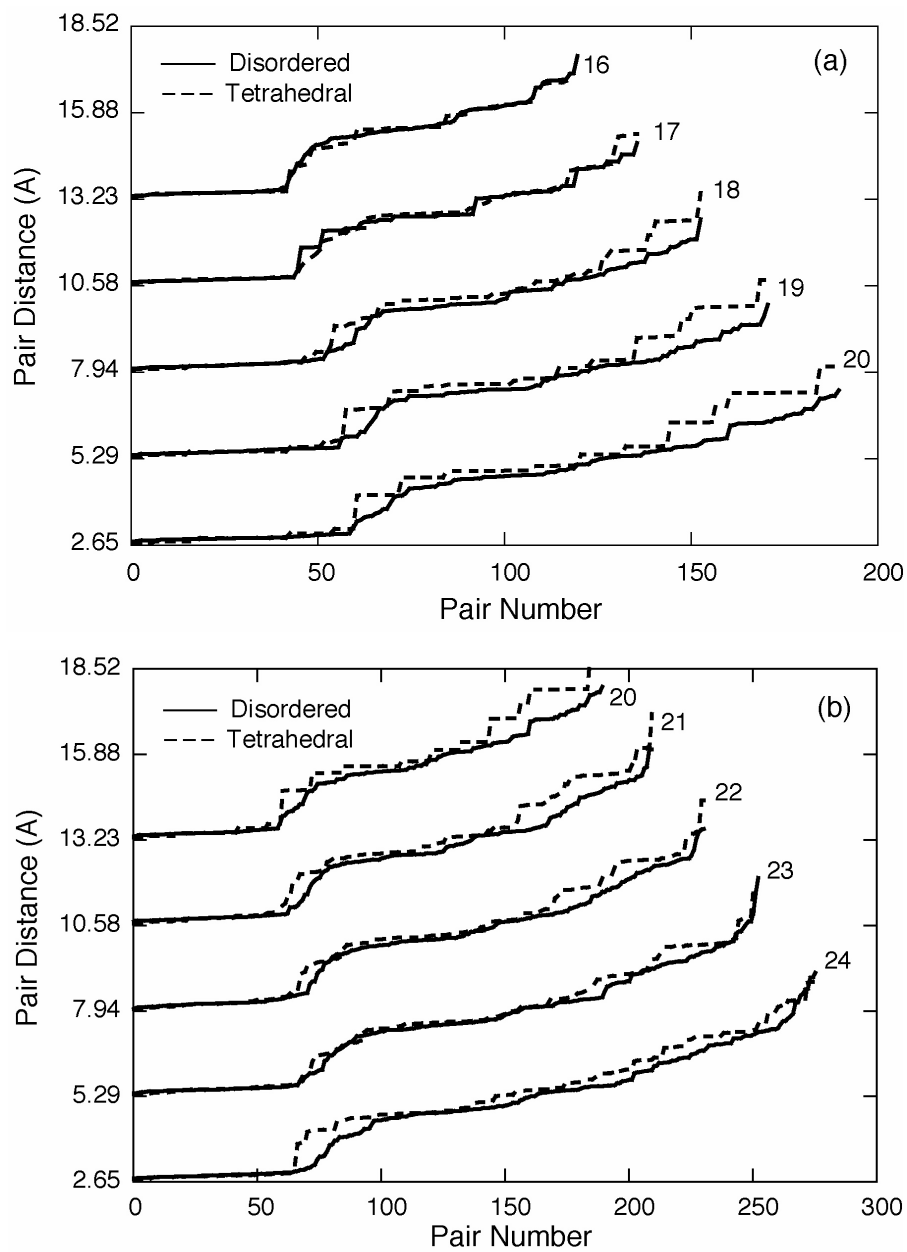 18.52
(a)
Disordered
16
Tetrahedral
15.88
17
13.23
18
10.58
19
7.94
20
5.29
2.65
Pair Distance (A)
0 50 100 150 200
Pair Number
18.52
(b)
Disordered
20
Tetrahedral
21
15.88
22
13.23
23
10.58
24
7.94
5.29
2.65
Pair Distance (A)
0 50 100 150 200 250 300
Pair Number